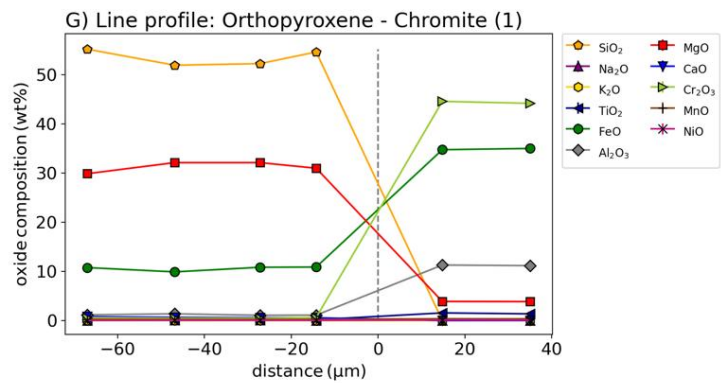 G) Line profile: Orthopyroxene - Chromite (1)
oxide composition (wt%)
50
40
30
20
10
0
−60 −40 −20 0 20 40
distance (μm)
SiO₂
Na₂O
K₂O
TiO₂
FeO
Al₂O₃
MgO
CaO
Cr₂O₃
MnO
NiO